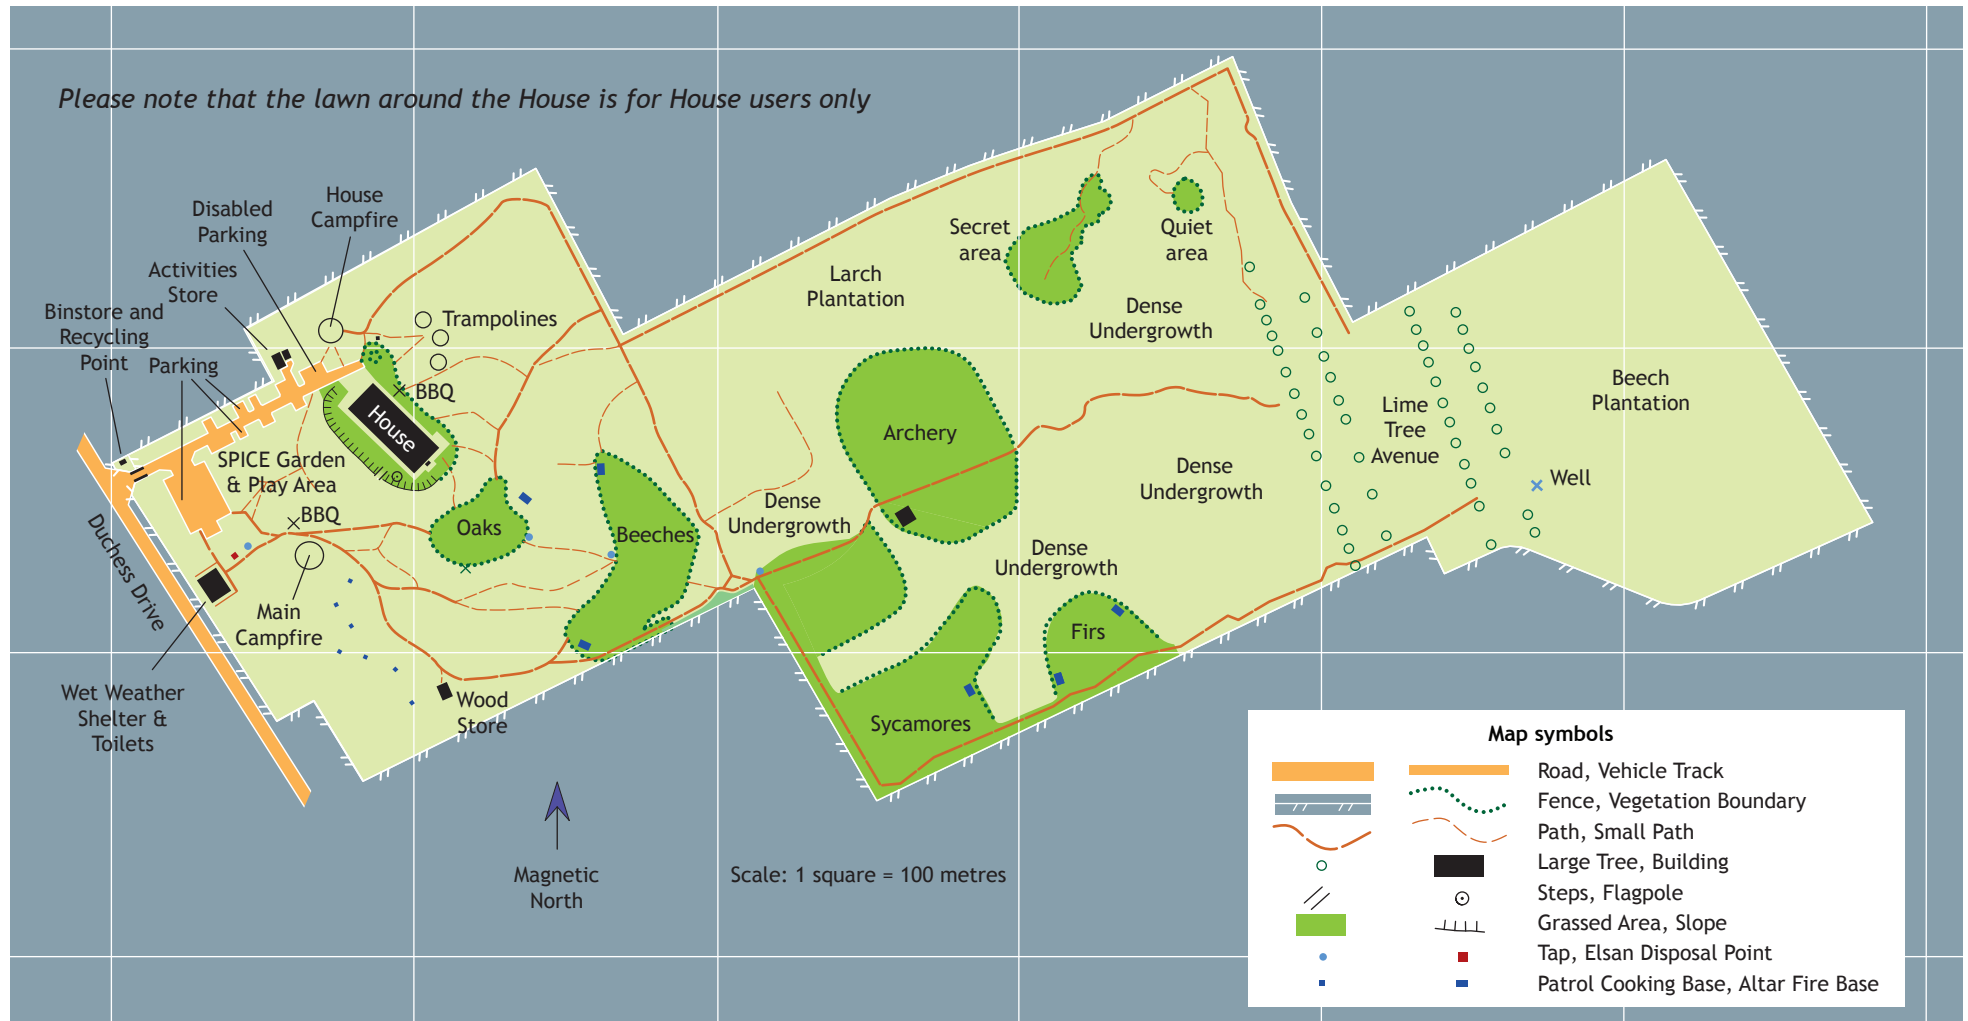 Please note that the lawn around the House is for House users only
House
Campfire
Disabled
Parking
Activities
Store
Binstore and
Recycling
Point
Parking
Trampolines
BBQ
House
SPICE Garden
& Play Area
BBQ
Duchess Drive
Main
Campfire
Wet Weather
Shelter &
Toilets
Wood
Store
Oaks
Beeches
Larch
Plantation
Secret
area
Quiet
area
Dense
Undergrowth
Archery
Dense
Undergrowth
Dense
Undergrowth
Dense
Undergrowth
Firs
Sycamores
Lime
Tree
Avenue
Well
Beech
Plantation
Magnetic
North
Scale: 1 square = 100 metres
Map symbols
Road, Vehicle Track
Fence, Vegetation Boundary
Path, Small Path
Large Tree, Building
Steps, Flagpole
Grassed Area, Slope
Tap, Elsan Disposal Point
Patrol Cooking Base, Altar Fire Base